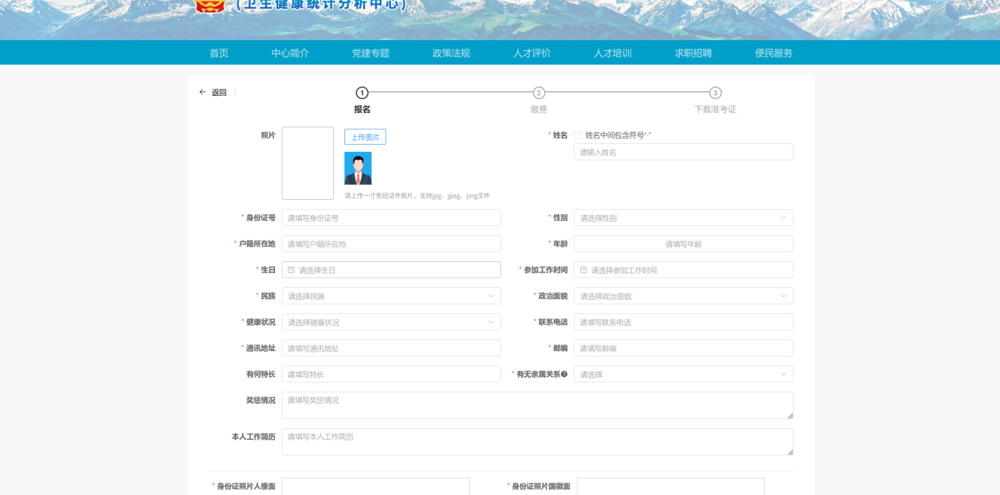 (卫生健康统计分析中心)
首页 中心简介 党建专题 政策法规 人才评价 人才培训 求职招聘 便民服务
← 返回
1 2 3
报名 缴费 下载准考证
照片 上传图片 * 姓名 姓名中间包含符号“·”
请输入姓名
请上传一寸免冠证件照片，支持jpg、jpeg、png文件
* 身份证号 请填写身份证号 * 性别 请选择性别
* 户籍所在地 请填写户籍所在地 * 年龄 请填写年龄
* 生日 请选择生日 * 参加工作时间 请选择参加工作时间
* 民族 请选择民族 * 政治面貌 请选择政治面貌
* 健康状况 请选择健康状况 * 联系电话 请填写联系电话
* 通讯地址 请填写通讯地址 * 邮编 请填写邮编
有何特长 请填写特长 * 有无亲属关系 请选择
奖惩情况 请填写奖惩情况
本人工作简历 请填写本人工作简历
* 身份证照片人像面 * 身份证照片国徽面